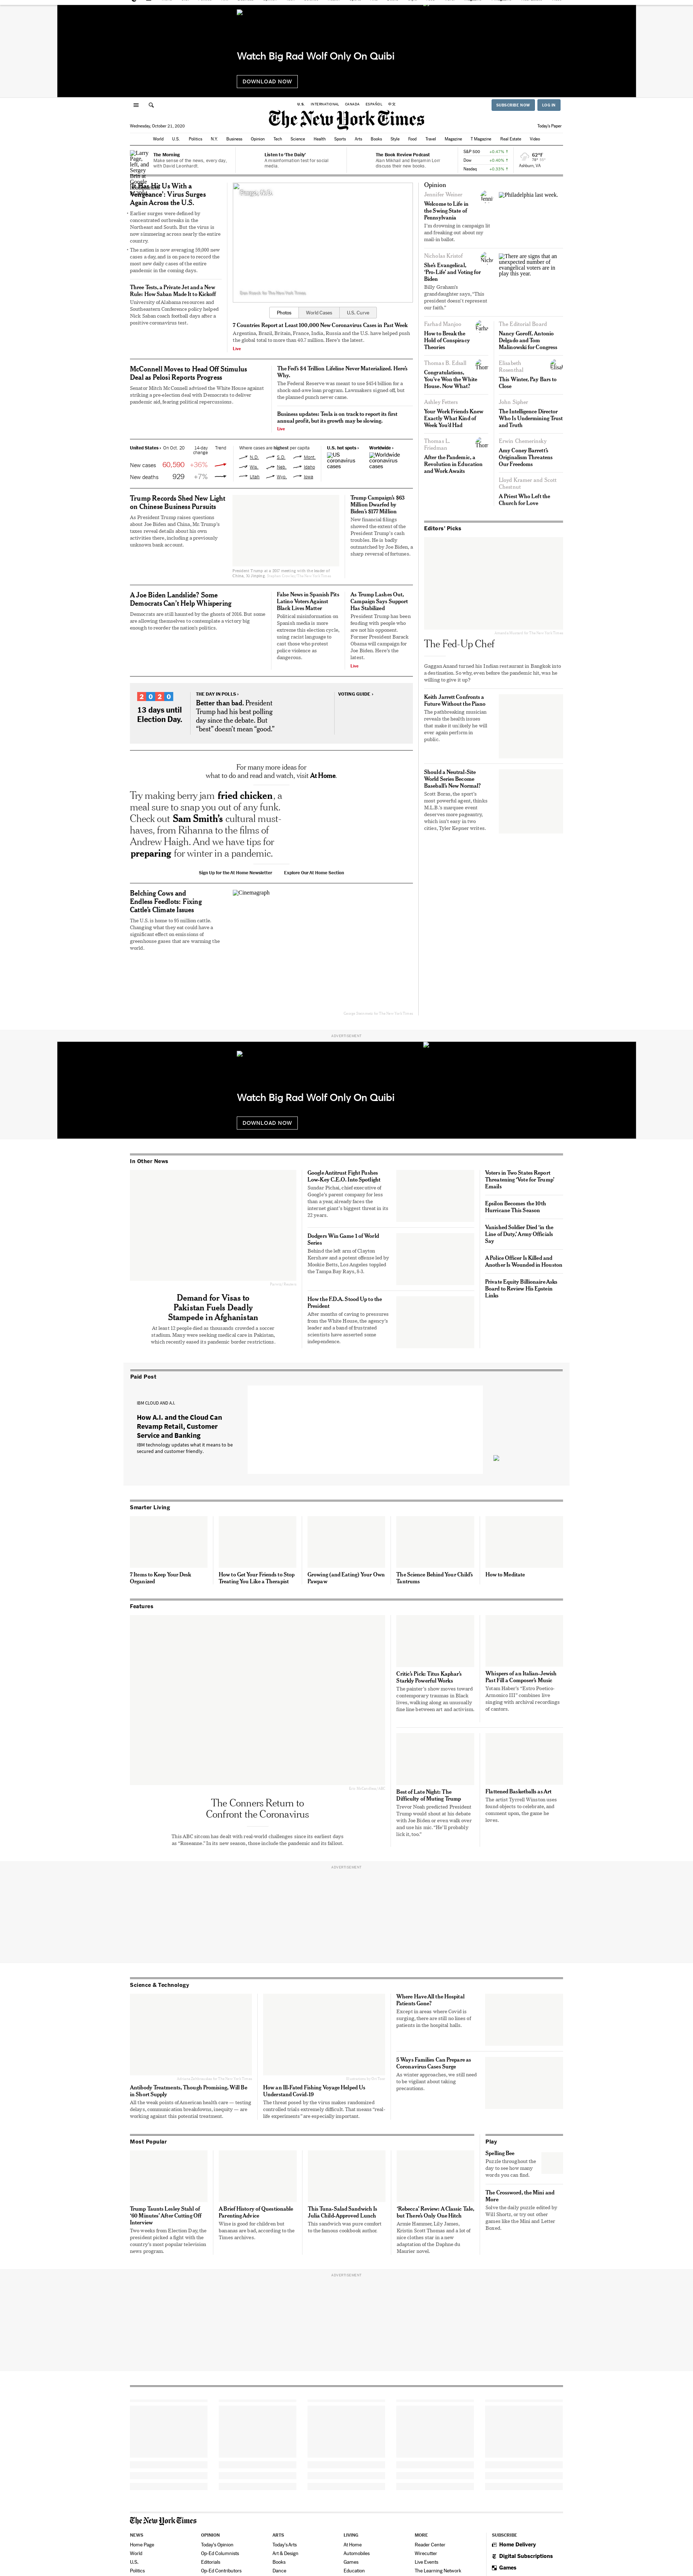 Watch Big Rad Wolf Only On Quibi
DOWNLOAD NOW
U.S.
INTERNATIONAL
CANADA
ESPAÑOL
中文
SUBSCRIBE NOW
LOG IN
The New York Times
Wednesday, October 21, 2020
Today's Paper
World
U.S.
Politics
N.Y.
Business
Opinion
Tech
Science
Health
Sports
Arts
Books
Style
Food
Travel
Magazine
T Magazine
Real Estate
Video
The Morning
Make sense of the news, every day, with David Leonhardt.
Listen to 'The Daily'
A misinformation test for social media.
The Book Review Podcast
Azar Nikhazl and Benjamin Lorr discuss their new books.
S&P 500 +0.47%
Dow +0.40%
Nasdaq +0.33%
62°F
Ashburn, VA
'It Has Hit Us With a Vengeance': Virus Surges Again Across the U.S.
Earlier surges were defined by concentrated outbreaks in the Northeast and South. But the virus is now simmering across nearly the whole country.
The nation is now averaging 59,000 new cases a day, and is on pace to record the most new daily cases of the entire pandemic in the coming days.
Three Tests, a Private Jet and a New Rule: How Saban Made It to Kickoff
University of Alabama resources and Southeastern Conference policy helped Nick Saban coach football days after a positive coronavirus test.
Photos
World Cases
U.S. Curve
7 Countries Report at Least 100,000 New Coronavirus Cases in Past Week
Argentina, Brazil, Britain, France, India, Russia and the U.S. have helped push the global total to more than 40.7 million. Here's the latest.
Live
McConnell Moves to Head Off Stimulus Deal as Pelosi Reports Progress
Senator Mitch McConnell advised the White House against striking a pre-election deal with Democrats to deliver pandemic aid, fearing political repercussions.
The Fed's $4 Trillion Lifeline Never Materialized. Here's Why.
The Federal Reserve was meant to use $454 billion for a shock and awe loan program. Lawmakers signed off, but the planned punch never came.
Business updates: Tesla is on track to report its first annual profit, but its growth may be slowing.
Live
United States ›
On Oct. 20
14-day change
Trend
New cases 60,590 +36%
New deaths 929 +7%
Where cases are highest per capita
N.D.
S.D.
Mont.
Wis.
Neb.
Idaho
Utah
Wyo.
Iowa
U.S. hot spots ›
US coronavirus cases
Worldwide ›
Worldwide coronavirus cases
Trump Records Shed New Light on Chinese Business Pursuits
As President Trump raises questions about Joe Biden and China, Mr. Trump's taxes reveal details about his own activities there, including a previously unknown bank account.
President Trump at a 2017 meeting with the leader of China, Xi Jinping.
Trump Campaign's $63 Million Dwarfed by Biden's $177 Million
New financial filings showed the extent of the President Trump's cash troubles. He is badly outmatched by Joe Biden, a sharp reversal of fortunes.
A Joe Biden Landslide? Some Democrats Can't Help Whispering
Democrats are still haunted by the ghosts of 2016. But some are allowing themselves to contemplate a victory big enough to reorder the nation's politics.
False News in Spanish Pits Latino Voters Against Black Lives Matter
Political misinformation on Spanish media is more extreme this election cycle, using racist language to cast those who protest police violence as dangerous.
As Trump Lashes Out, Campaign Says Support Has Stabilized
President Trump has been feuding with people who are not his opponent. Former President Barack Obama will campaign for Joe Biden. Here's the latest.
Live
2020
13 days until Election Day.
THE DAY IN POLLS ›
Better than bad. President Trump had his best polling day since the debate. But "best" doesn't mean "good."
VOTING GUIDE ›
For many more ideas for what to do and read and watch, visit At Home.
Try making berry jam fried chicken, a meal sure to snap you out of any funk. Check out Sam Smith's cultural must-haves, from Rihanna to the films of Andrew Haigh. And we have tips for preparing for winter in a pandemic.
Sign Up for the At Home Newsletter
Explore Our At Home Section
Belching Cows and Endless Feedlots: Fixing Cattle's Climate Issues
The U.S. is home to 95 million cattle. Changing what they eat could have a significant effect on emissions of greenhouse gases that are warming the world.
Cinemagraph
Opinion
Jennifer Weiner
Welcome to Life in the Swing State of Pennsylvania
I'm drowning in campaign lit and freaking out about my mail-in ballot.
Philadelphia last week.
Nicholas Kristof
She's Evangelical, 'Pro-Life' and Voting for Biden
Billy Graham's granddaughter says, "This president doesn't represent our faith."
There are signs that an unexpected number of evangelical voters are in play this year.
Farhad Manjoo
How to Break the Hold of Conspiracy Theories
The Editorial Board
Nancy Geroff, Antonio Delgado and Tom Malinowski for Congress
Thomas B. Edsall
Congratulations, You've Won the White House. Now What?
Elisabeth Rosenthal
This Winter, Pay Bars to Close
Ashley Fetters
Your Work Friends Knew Exactly What Kind of Week You'd Had
John Sipher
The Intelligence Director Who Is Undermining Trust and Truth
Thomas L. Friedman
After the Pandemic, a Revolution in Education and Work Awaits
Erwin Chemerinsky
Amy Coney Barrett's Originalism Threatens Our Freedoms
Lloyd Kramer and Scott Chestnut
A Priest Who Left the Church for Love
Editors' Picks
The Fed-Up Chef
Gaggan Anand turned his Indian restaurant in Bangkok into a destination. So why, even before the pandemic hit, was he willing to give it up?
Keith Jarrett Confronts a Future Without the Piano
The pathbreaking musician reveals the health issues that make it unlikely he will ever again perform in public.
Should a Neutral-Site World Series Become Baseball's New Normal?
Scott Boras, the sport's most powerful agent, thinks M.L.B.'s marquee event deserves more pageantry, which isn't easy in two cities, Tyler Kepner writes.
ADVERTISEMENT
Watch Big Rad Wolf Only On Quibi
DOWNLOAD NOW
In Other News
Demand for Visas to Pakistan Fuels Deadly Stampede in Afghanistan
At least 12 people died as thousands crowded a soccer stadium. Many were seeking medical care in Pakistan, which recently eased its pandemic border restrictions.
Google Antitrust Fight Pushes Low-Key C.E.O. Into Spotlight
Sundar Pichai, chief executive of Google's parent company for less than a year, already faces the internet giant's biggest threat in its 22 years.
Dodgers Win Game 1 of World Series
Behind the left arm of Clayton Kershaw and a potent offense led by Mookie Betts, Los Angeles toppled the Tampa Bay Rays, 8-3.
How the F.D.A. Stood Up to the President
After months of caving to pressures from the White House, the agency's leader and a band of frustrated scientists have asserted some independence.
Voters in Two States Report Threatening 'Vote for Trump' Emails
Epsilon Becomes the 10th Hurricane This Season
Vanished Soldier Died 'in the Line of Duty,' Army Officials Say
A Police Officer Is Killed and Another Is Wounded in Houston
Private Equity Billionaire Asks Board to Review His Epstein Links
Paid Post
IBM CLOUD AND A.I.
How A.I. and the Cloud Can Revamp Retail, Customer Service and Banking
IBM technology updates what it means to be secured and customer friendly.
Smarter Living
7 Items to Keep Your Desk Organized
How to Get Your Friends to Stop Treating You Like a Therapist
Growing (and Eating) Your Own Pawpaw
The Science Behind Your Child's Tantrums
How to Meditate
Features
The Conners Return to Confront the Coronavirus
This ABC sitcom has dealt with real-world challenges since its earliest days as "Roseanne." In its new season, those include the pandemic and its fallout.
Critic's Pick: Titus Kaphar's Starkly Powerful Works
The painter's show moves toward contemporary traumas in Black lives, walking along an unusually fine line between art and activism.
Whispers of an Italian-Jewish Past Fill a Composer's Music
Yotam Haber's "Estro Poetico-Armonico III" combines live singing with archival recordings of cantors.
Best of Late Night: The Difficulty of Muting Trump
Trevor Noah predicted President Trump would shout at his debate with Joe Biden or even walk over and use his mic. "He'll probably lick it, too."
Flattened Basketballs as Art
The artist Tyrrell Winston uses found objects to celebrate, and comment upon, the game he loves.
ADVERTISEMENT
Science & Technology
Antibody Treatments, Though Promising, Will Be in Short Supply
All the weak points of American health care — testing delays, communication breakdowns, inequity — are working against this potential treatment.
How an Ill-Fated Fishing Voyage Helped Us Understand Covid-19
The threat posed by the virus makes randomized controlled trials extremely difficult. That means "real-life experiments" are especially important.
Where Have All the Hospital Patients Gone?
Except in areas where Covid is surging, there are still no lines of patients in the hospital halls.
5 Ways Families Can Prepare as Coronavirus Cases Surge
As winter approaches, we still need to be vigilant about taking precautions.
Most Popular
Trump Taunts Lesley Stahl of '60 Minutes' After Cutting Off Interview
Two weeks from Election Day, the president picked a fight with the country's most popular television news program.
A Brief History of Questionable Parenting Advice
Wine is good for children but bananas are bad, according to the Times archives.
This Tuna-Salad Sandwich Is Julia Child-Approved Lunch
This sandwich was pure comfort to the famous cookbook author.
'Rebecca' Review: A Classic Tale, but There's Only One Hitch
Armie Hammer, Lily James, Kristin Scott Thomas and a lot of nice clothes star in a new adaptation of the Daphne du Maurier novel.
Play
Spelling Bee
Puzzle throughout the day to see how many words you can find.
The Crossword, the Mini and More
Solve the daily puzzle edited by Will Shortz, or try out other games like the Mini and Letter Boxed.
ADVERTISEMENT
The New York Times
NEWS
Home Page
World
U.S.
Politics
OPINION
Today's Opinion
Op-Ed Columnists
Editorials
Op-Ed Contributors
ARTS
Today's Arts
Art & Design
Books
Dance
LIVING
At Home
Automobiles
Games
Education
MORE
Reader Center
Wirecutter
Live Events
The Learning Network
SUBSCRIBE
Home Delivery
Digital Subscriptions
Games